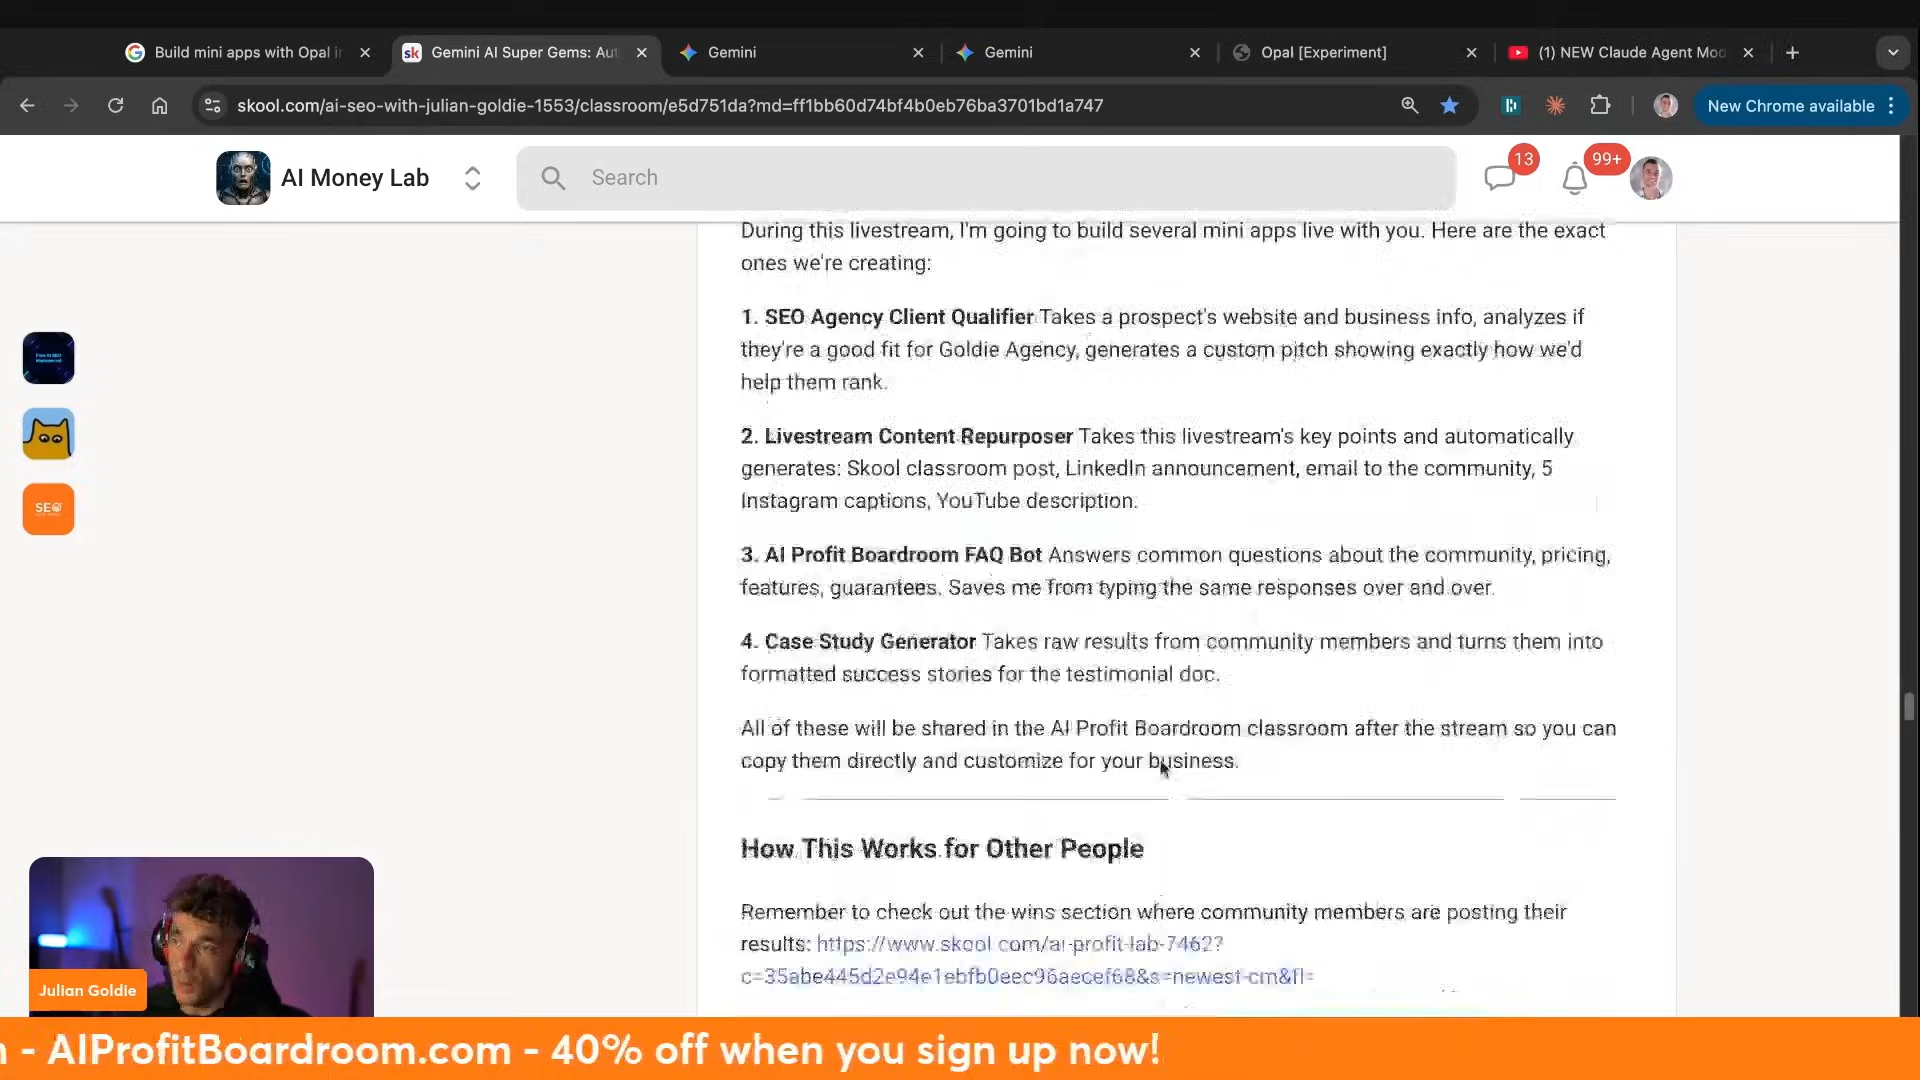 Build mini apps with Opal in
Gemini AI Super Gems: Aut
Gemini
Gemini
Opal [Experiment]
(1) NEW Claude Agent Mod
skool.com/ai-seo-with-julian-goldie-1553/classroom/e5d751da?md=ff1bb60d74bf4b0eb76ba3701bd1a747
New Chrome available
AI Money Lab
Search
13
99+
During this livestream, I'm going to build several mini apps live with you. Here are the exact
ones we're creating:
1. SEO Agency Client Qualifier Takes a prospect's website and business info, analyzes if
they're a good fit for Goldie Agency, generates a custom pitch showing exactly how we'd
help them rank.
2. Livestream Content Repurposer Takes this livestream's key points and automatically
generates: Skool classroom post, LinkedIn announcement, email to the community, 5
Instagram captions, YouTube description.
3. AI Profit Boardroom FAQ Bot Answers common questions about the community, pricing,
features, guarantees. Saves me from typing the same responses over and over.
4. Case Study Generator Takes raw results from community members and turns them into
formatted success stories for the testimonial doc.
All of these will be shared in the AI Profit Boardroom classroom after the stream so you can
copy them directly and customize for your business.
How This Works for Other People
Remember to check out the wins section where community members are posting their
results: https://www.skool.com/ai-profit-lab-7462?
c=35abe445d2e94e1ebfb0eec96aecef68&s=newest-cm&fl=
SEO
Julian Goldie
- AIProfitBoardroom.com - 40% off when you sign up now!